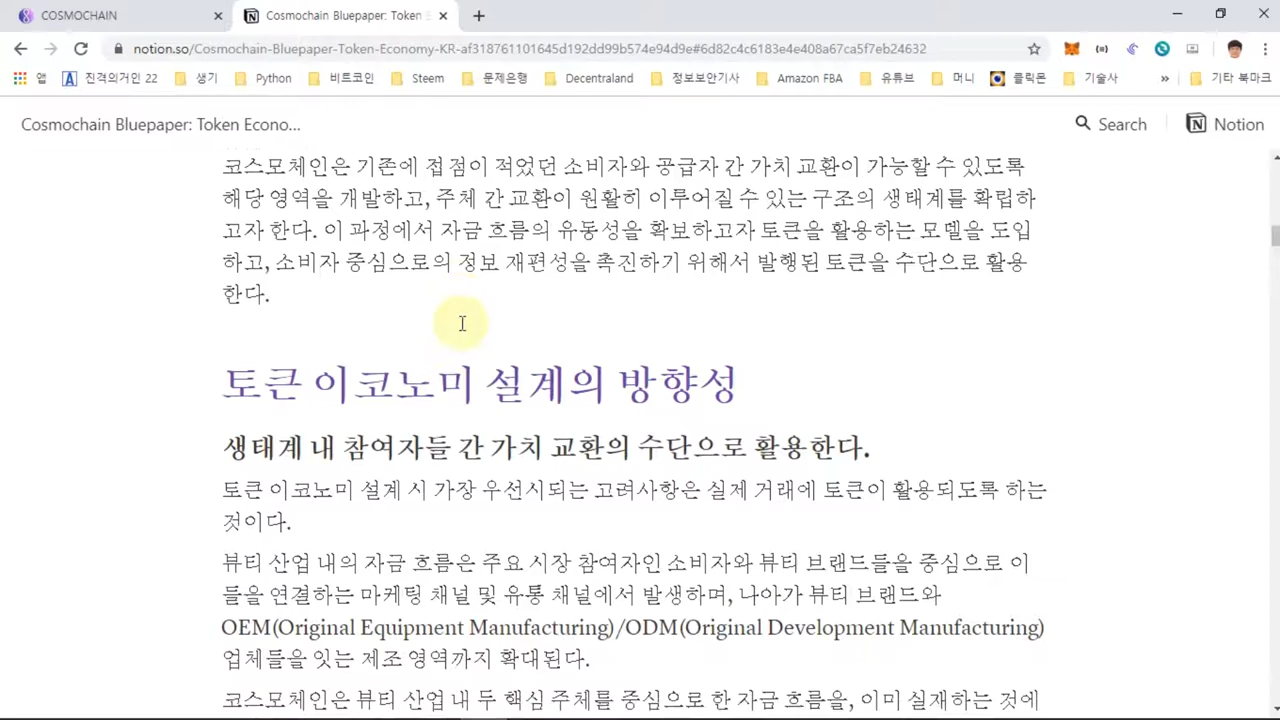 COSMOCHAIN
Cosmochain Bluepaper: Token E
notion.so/Cosmochain-Bluepaper-Token-Economy-KR-af318761101645d192dd99b574e94d9e#6d82c4c6183e4e408a67ca5f7eb24632
앱 진격의거인 22 생기 Python 비트코인 Steem 문제은행 Decentraland 정보보안기사 Amazon FBA 유튜브 머니 클릭몬 기술사 » 기타 북마크
Cosmochain Bluepaper: Token Econo... Search Notion
코스모체인은 기존에 접점이 적었던 소비자와 공급자 간 가치 교환이 가능할 수 있도록
해당 영역을 개발하고, 주체 간 교환이 원활히 이루어질 수 있는 구조의 생태계를 확립하
고자 한다. 이 과정에서 자금 흐름의 유동성을 확보하고자 토큰을 활용하는 모델을 도입
하고, 소비자 중심으로의 정보 재편성을 촉진하기 위해서 발행된 토큰을 수단으로 활용
한다.
토큰 이코노미 설계의 방향성
생태계 내 참여자들 간 가치 교환의 수단으로 활용한다.
토큰 이코노미 설계 시 가장 우선시되는 고려사항은 실제 거래에 토큰이 활용되도록 하는
것이다.
뷰티 산업 내의 자금 흐름은 주요 시장 참여자인 소비자와 뷰티 브랜드들을 중심으로 이
들을 연결하는 마케팅 채널 및 유통 채널에서 발생하며, 나아가 뷰티 브랜드와
OEM(Original Equipment Manufacturing)/ODM(Original Development Manufacturing)
업체들을 잇는 제조 영역까지 확대된다.
코스모체인은 뷰티 산업 내 두 핵심 주체를 중심으로 한 자금 흐름을, 이미 실재하는 것에